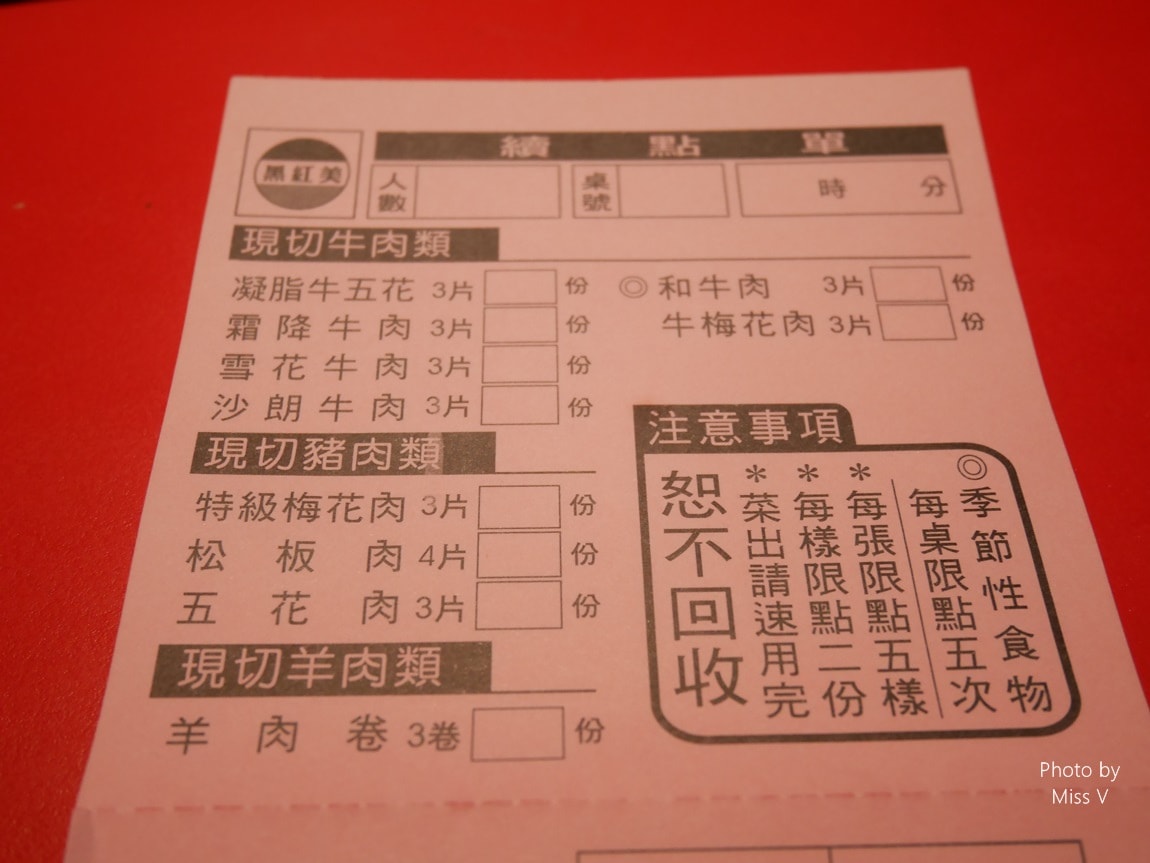 黑紅美
續點單
人數
桌號
時 分
現切牛肉類
凝脂牛五花 3片 份
霜降牛肉 3片 份
雪花牛肉 3片 份
沙朗牛肉 3片 份
◎和牛肉 3片 份
牛梅花肉 3片 份
現切豬肉類
特級梅花肉 3片 份
松板肉 4片 份
五花肉 3片 份
現切羊肉類
羊肉卷 3卷 份
注意事項
◎季節性食物
每桌限點五次
*每張限點五樣
*每樣限點二份
*菜出請速用完
恕不回收
Photo by
Miss V